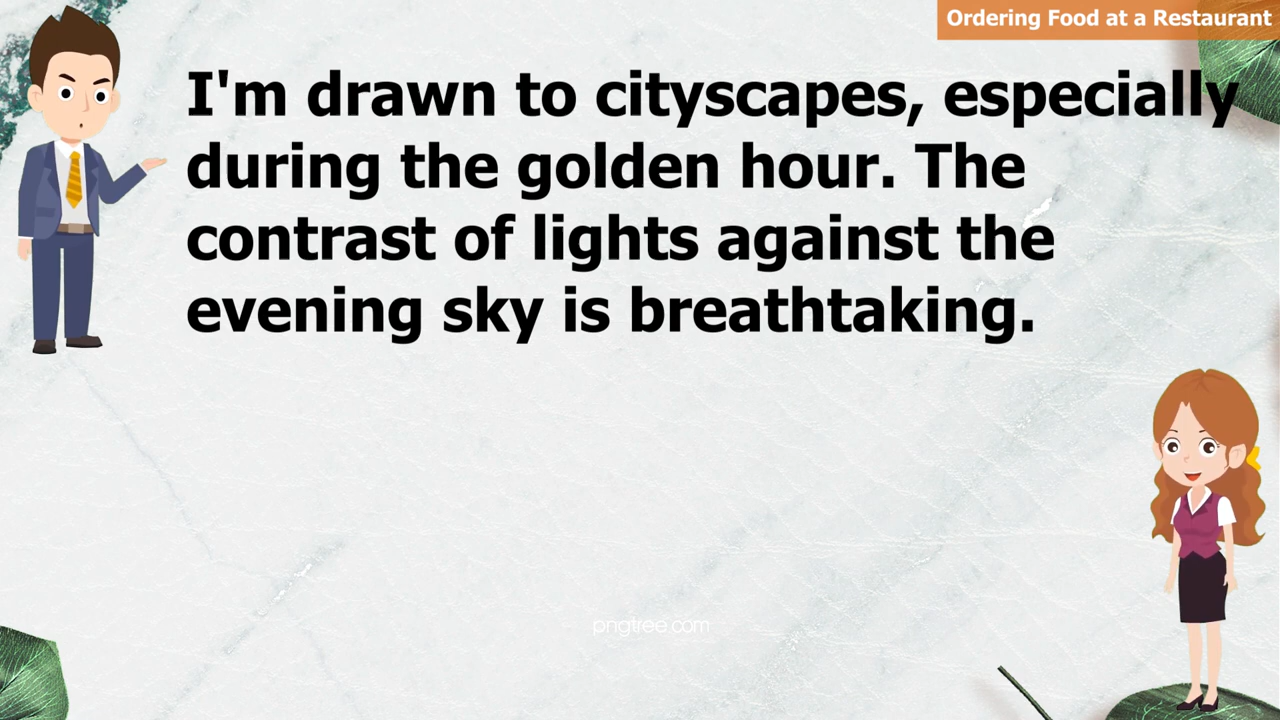 Ordering Food at a Restaurant
I'm drawn to cityscapes, especially
during the golden hour. The
contrast of lights against the
evening sky is breathtaking.
pngtree.com